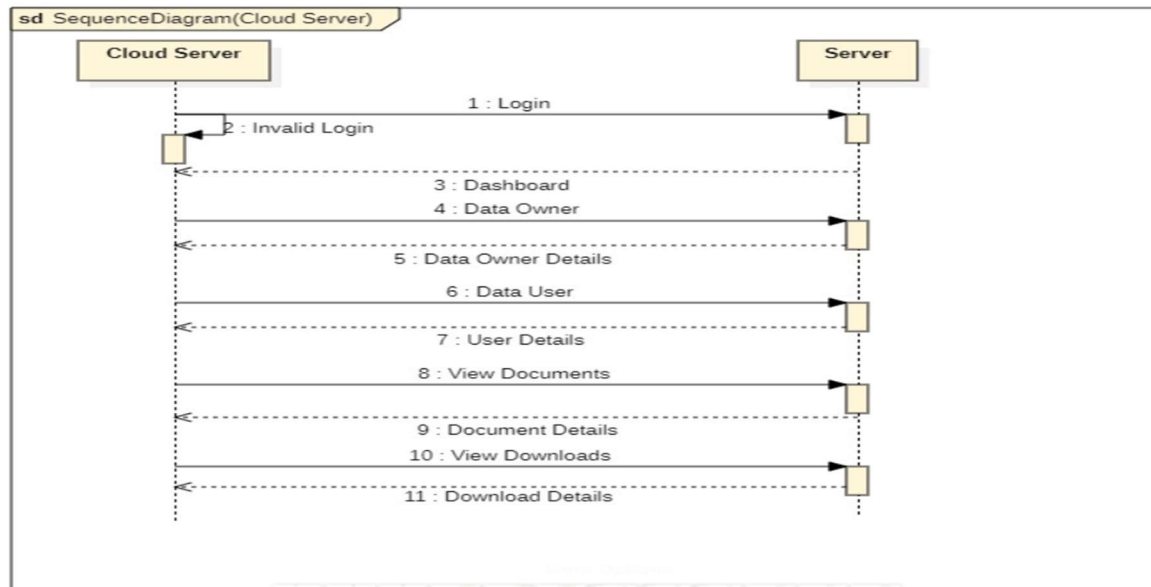 sd SequenceDiagram(Cloud Server)
Cloud Server
Server
1 : Login
2 : Invalid Login
3 : Dashboard
4 : Data Owner
5 : Data Owner Details
6 : Data User
7 : User Details
8 : View Documents
9 : Document Details
10 : View Downloads
11 : Download Details